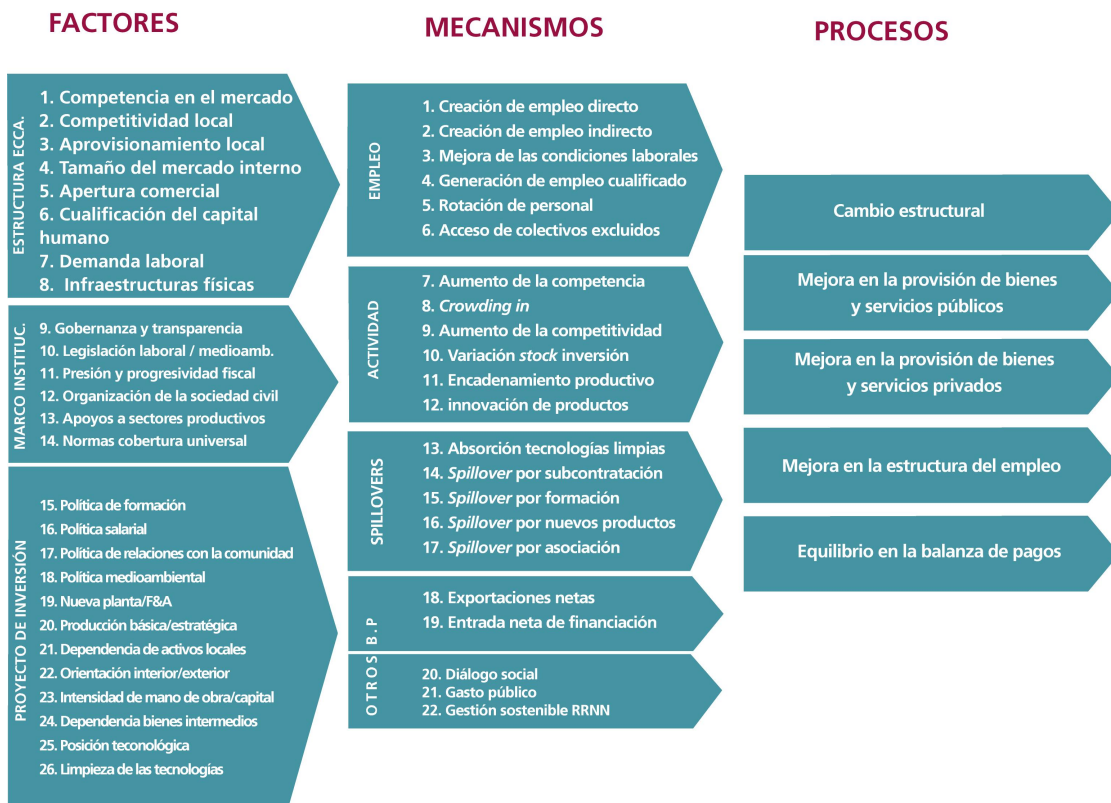 FACTORES
ESTRUCTURA ECCA.
1. Competencia en el mercado
2. Competitividad local
3. Aprovisionamiento local
4. Tamaño del mercado interno
5. Apertura comercial
6. Cualificación del capital
humano
7. Demanda laboral
8. Infraestructuras físicas
MARCO INSTITUC.
9. Gobernanza y transparencia
10. Legislación laboral / medioamb.
11. Presión y progresividad fiscal
12. Organización de la sociedad civil
13. Apoyos a sectores productivos
14. Normas cobertura universal
PROYECTO DE INVERSIÓN
15. Política de formación
16. Política salarial
17. Política de relaciones con la comunidad
18. Política medioambiental
19. Nueva planta/F&A
20. Producción básica/estratégica
21. Dependencia de activos locales
22. Orientación interior/exterior
23. Intensidad de mano de obra/capital
24. Dependencia bienes intermedios
25. Posición teconológica
26. Limpieza de las tecnologías
MECANISMOS
EMPLEO
1. Creación de empleo directo
2. Creación de empleo indirecto
3. Mejora de las condiciones laborales
4. Generación de empleo cualificado
5. Rotación de personal
6. Acceso de colectivos excluidos
ACTIVIDAD
7. Aumento de la competencia
8. Crowding in
9. Aumento de la competitividad
10. Variación stock inversión
11. Encadenamiento productivo
12. innovación de productos
SPILLOVERS
13. Absorción tecnologías limpias
14. Spillover por subcontratación
15. Spillover por formación
16. Spillover por nuevos productos
17. Spillover por asociación
B.P
18. Exportaciones netas
19. Entrada neta de financiación
OTROS
20. Diálogo social
21. Gasto público
22. Gestión sostenible RRNN
PROCESOS
Cambio estructural
Mejora en la provisión de bienes
y servicios públicos
Mejora en la provisión de bienes
y servicios privados
Mejora en la estructura del empleo
Equilibrio en la balanza de pagos